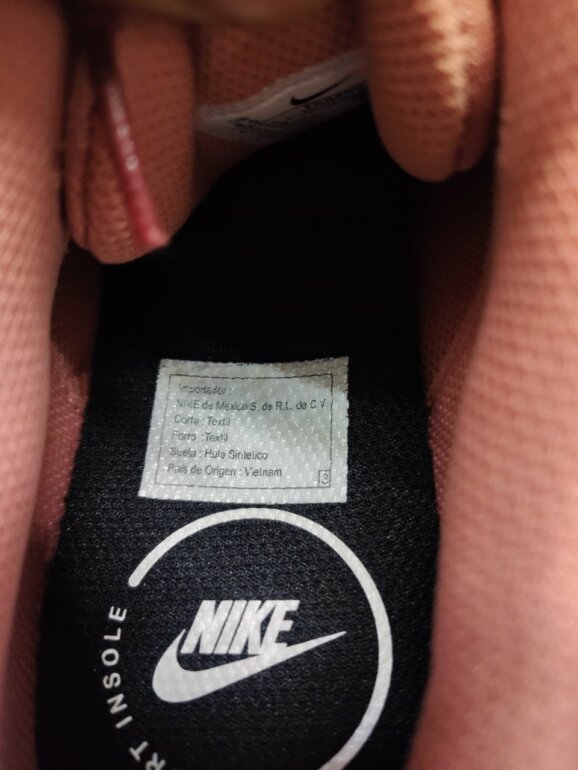 Importador :
NIKE de Mexico S. de R.L. de C.V
Corte : Textil
Forro : Textil
Suela : Hule Sintetico
Pais de Origen : Vietnam
3
NIKE
RT INSOLE